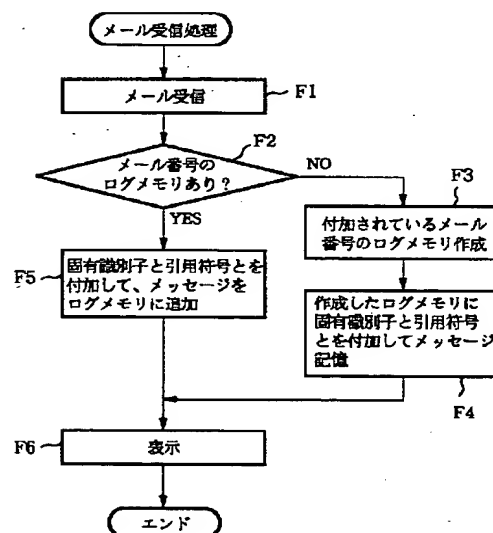 メール受信処理
メール受信
F1
F2
メール番号の
ログメモリあり?
NO
YES
F3
付加されているメール
番号のログメモリ作成
F5
固有識別子と引用符号とを
付加して、メッセージを
ログメモリに追加
作成したログメモリに
固有識別子と引用符号
とを付加してメッセージ
記憶
F4
F6
表示
エンド